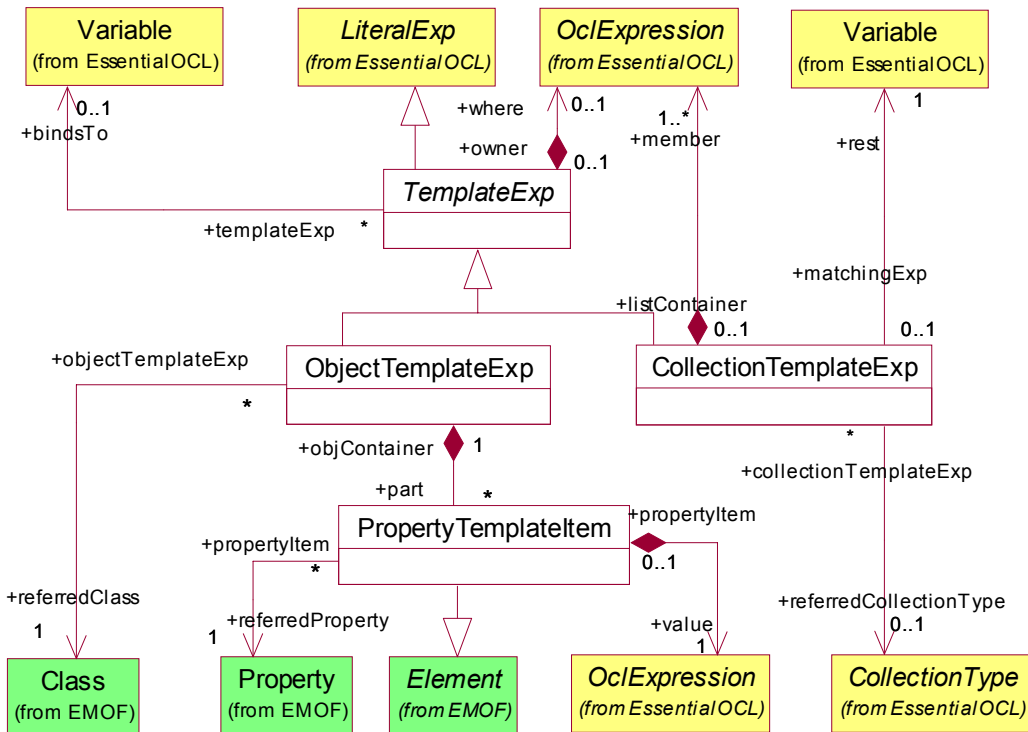 Variable
(from EssentialOCL)
LiteralExp
(from EssentialOCL)
OclExpression
(from EssentialOCL)
Variable
(from EssentialOCL)
0..1
+bindsTo
+where
0..1
1..*
+member
1
+rest
+owner
0..1
TemplateExp
+templateExp
*
+matchingExp
+listContainer
0..1
0..1
+objectTemplateExp
*
ObjectTemplateExp
CollectionTemplateExp
*
+objContainer
1
+collectionTemplateExp
+part
*
PropertyTemplateItem
+propertyItem
*
+propertyItem
0..1
+referredClass
1
+referredProperty
1
+value
1
+referredCollectionType
0..1
Class
(from EMOF)
Property
(from EMOF)
Element
(from EMOF)
OclExpression
(from EssentialOCL)
CollectionType
(from EssentialOCL)